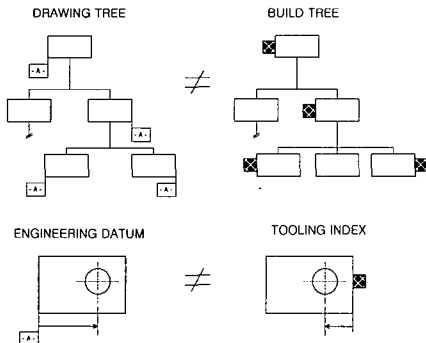 DRAWING TREE
BUILD TREE
-A-
-A-
-A-
-A-
ENGINEERING DATUM
TOOLING INDEX
-A-